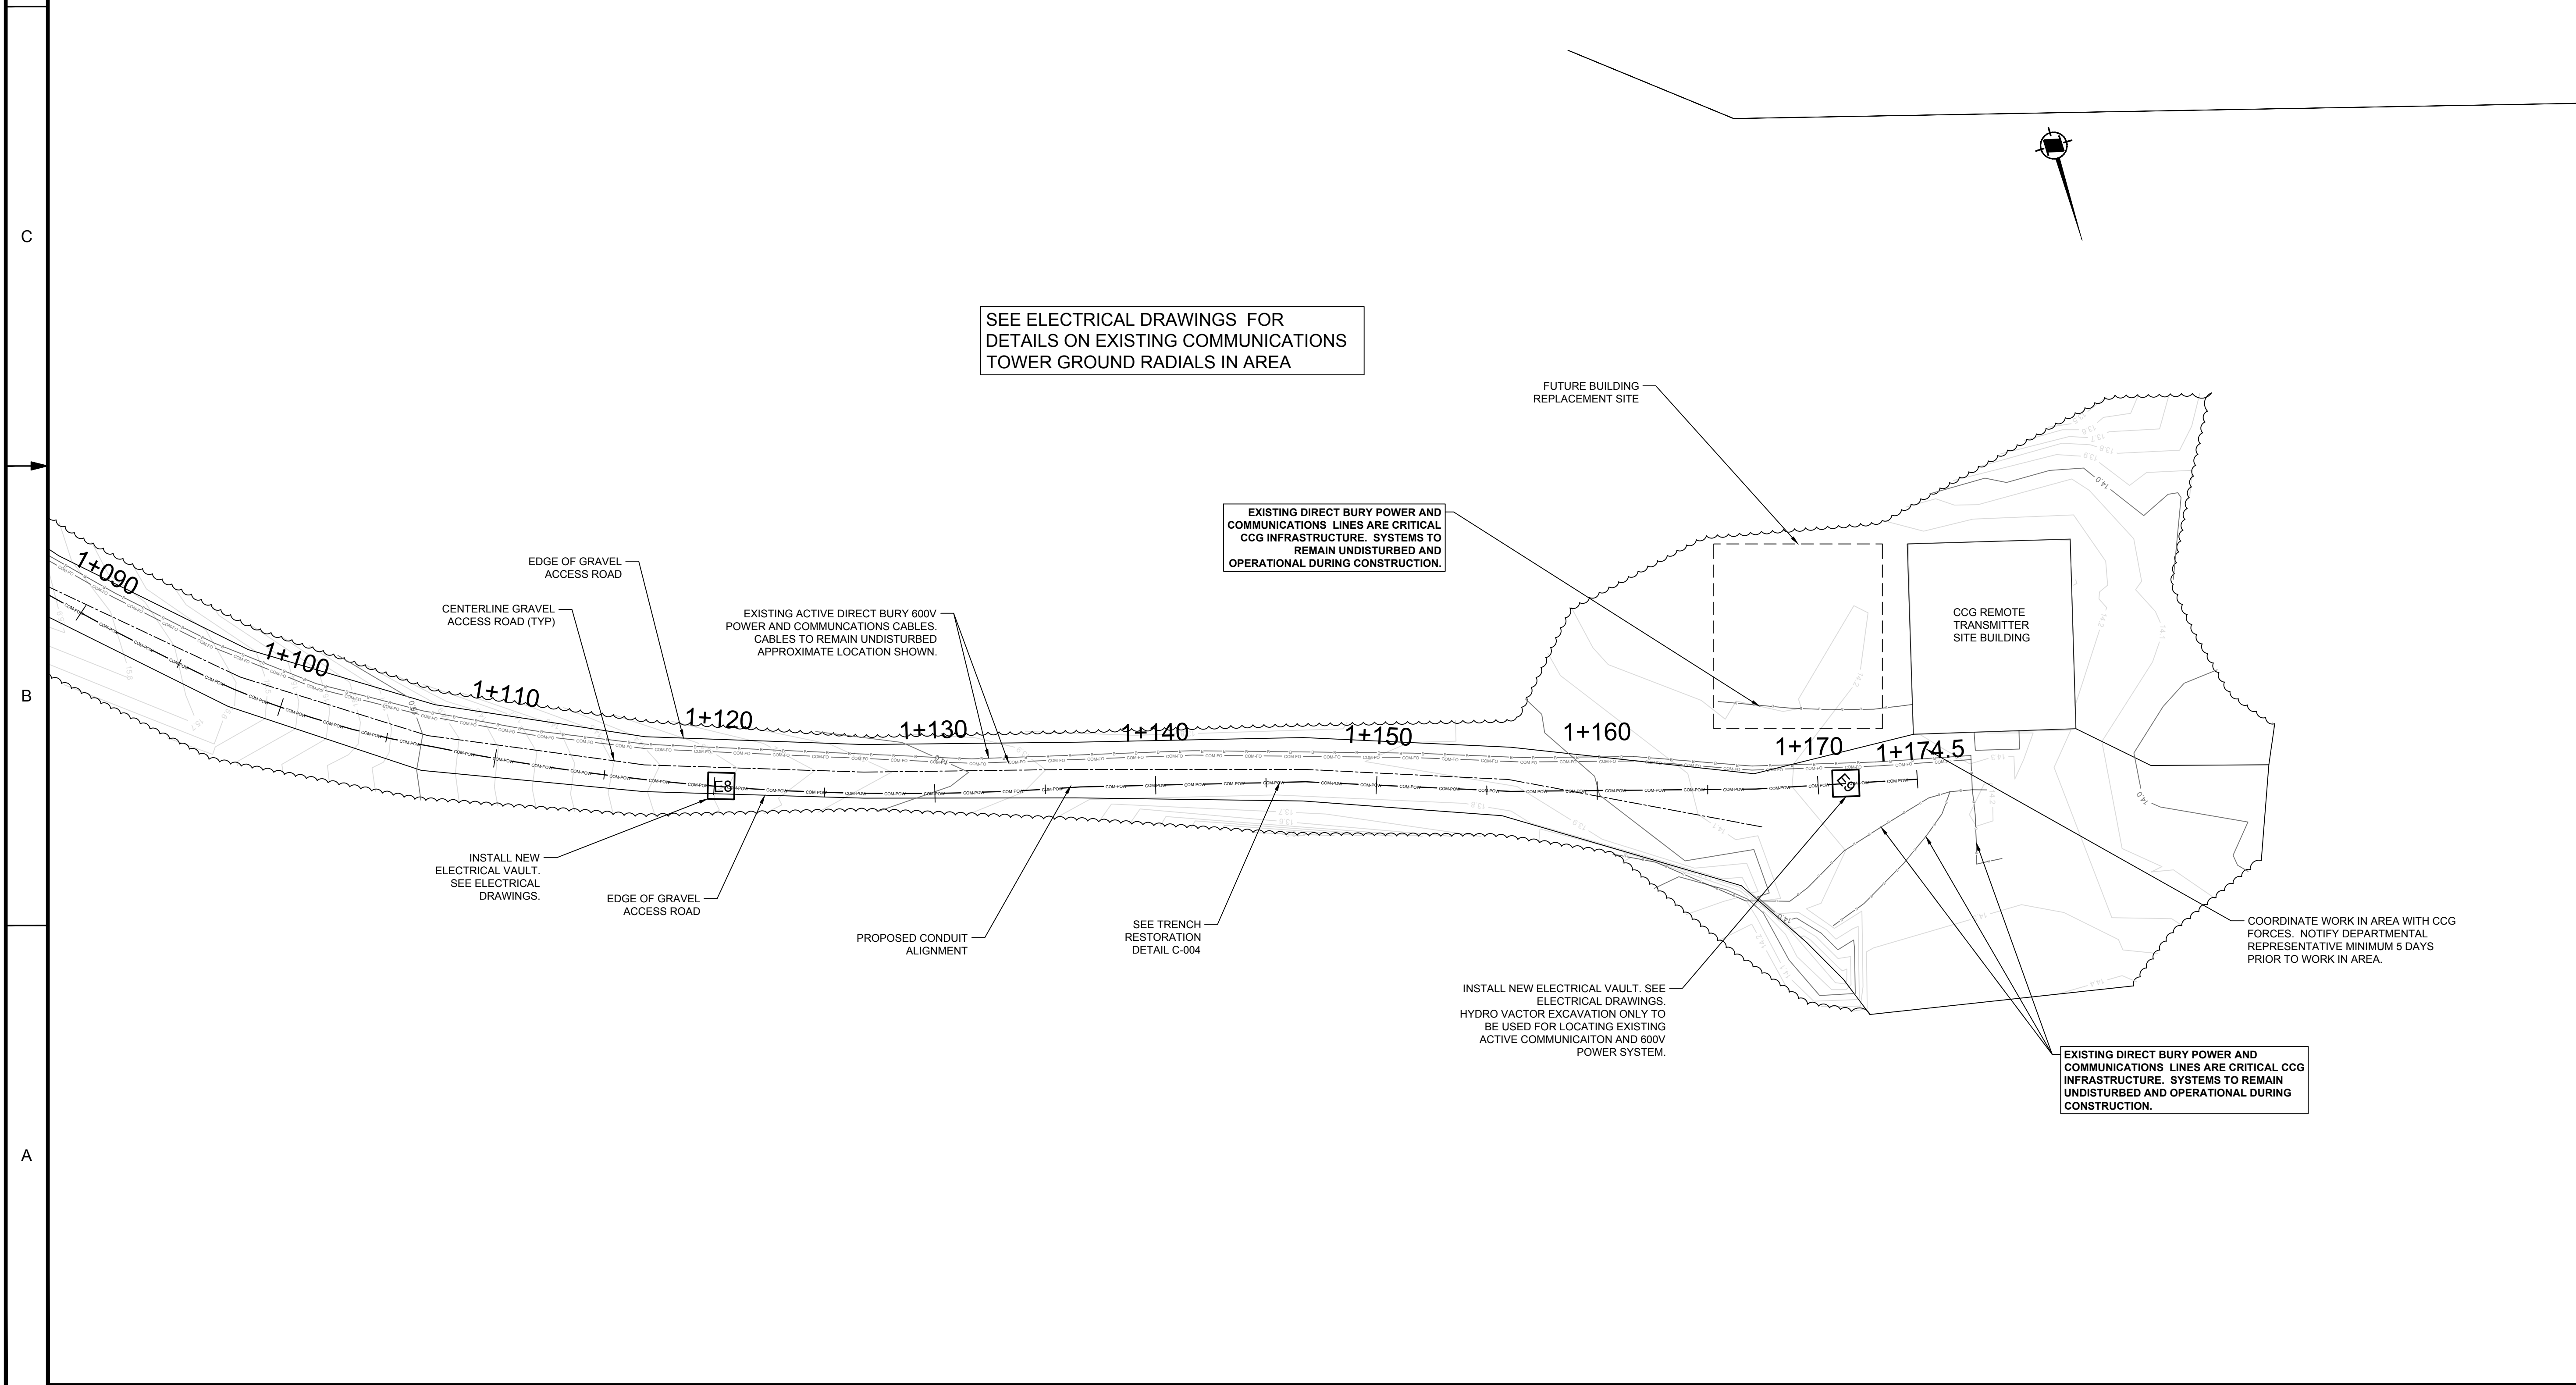 C
B
A
SEE ELECTRICAL DRAWINGS FOR
DETAILS ON EXISTING COMMUNICATIONS
TOWER GROUND RADIALS IN AREA
FUTURE BUILDING
REPLACEMENT SITE
EXISTING DIRECT BURY POWER AND
COMMUNICATIONS LINES ARE CRITICAL
CCG INFRASTRUCTURE. SYSTEMS TO
REMAIN UNDISTURBED AND
OPERATIONAL DURING CONSTRUCTION.
EDGE OF GRAVEL
ACCESS ROAD
CENTERLINE GRAVEL
ACCESS ROAD (TYP)
EXISTING ACTIVE DIRECT BURY 600V
POWER AND COMMUNCATIONS CABLES.
CABLES TO REMAIN UNDISTURBED
APPROXIMATE LOCATION SHOWN.
CCG REMOTE
TRANSMITTER
SITE BUILDING
1+090
1+100
1+110
1+120
1+130
1+140
1+150
1+160
1+170
1+174.5
E8
E9
INSTALL NEW
ELECTRICAL VAULT.
SEE ELECTRICAL
DRAWINGS.
EDGE OF GRAVEL
ACCESS ROAD
PROPOSED CONDUIT
ALIGNMENT
SEE TRENCH
RESTORATION
DETAIL C-004
INSTALL NEW ELECTRICAL VAULT. SEE
ELECTRICAL DRAWINGS.
HYDRO VACTOR EXCAVATION ONLY TO
BE USED FOR LOCATING EXISTING
ACTIVE COMMUNICAITON AND 600V
POWER SYSTEM.
COORDINATE WORK IN AREA WITH CCG
FORCES. NOTIFY DEPARTMENTAL
REPRESENTATIVE MINIMUM 5 DAYS
PRIOR TO WORK IN AREA.
EXISTING DIRECT BURY POWER AND
COMMUNICATIONS LINES ARE CRITICAL CCG
INFRASTRUCTURE. SYSTEMS TO REMAIN
UNDISTURBED AND OPERATIONAL DURING
CONSTRUCTION.